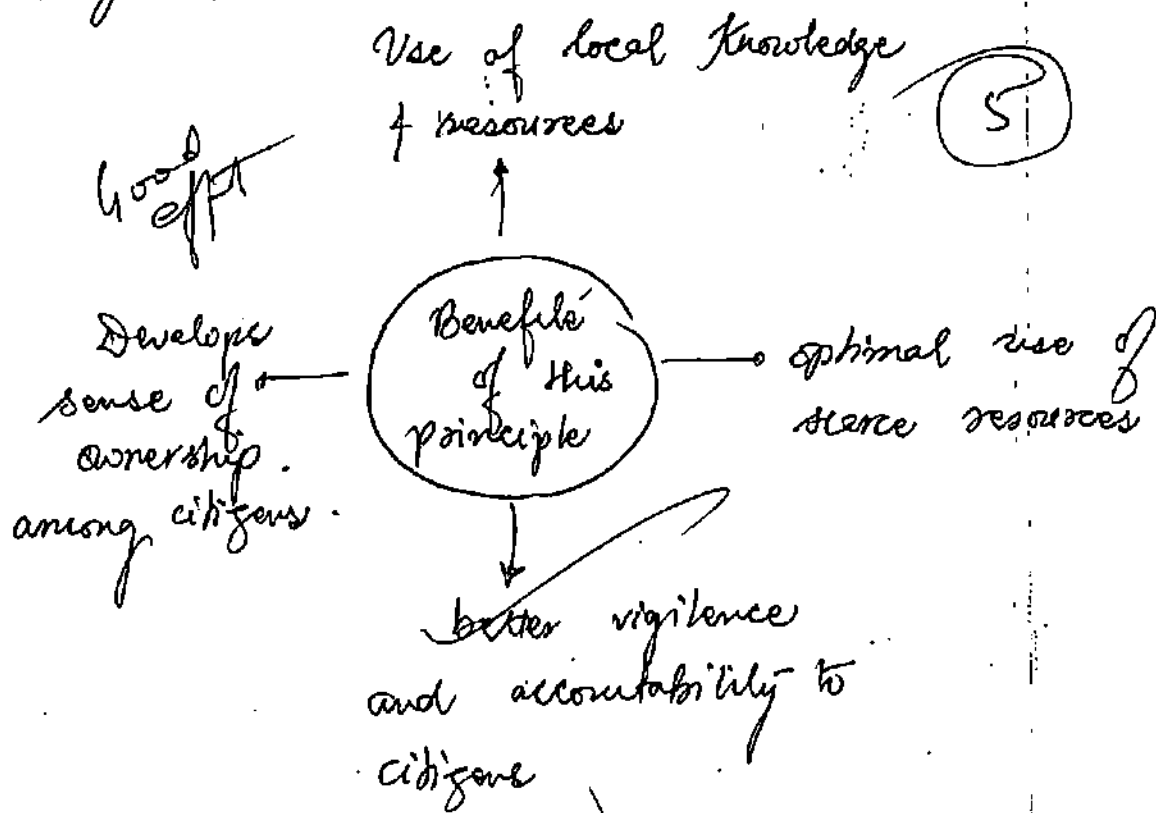 Use of local Knowledge
& resources
5
Good
effort
Develops
sense of
ownership.
among citizens.
Benefits
of this
principle
optimal use of
scarce resources
better vigilence
and accountability to
citizens